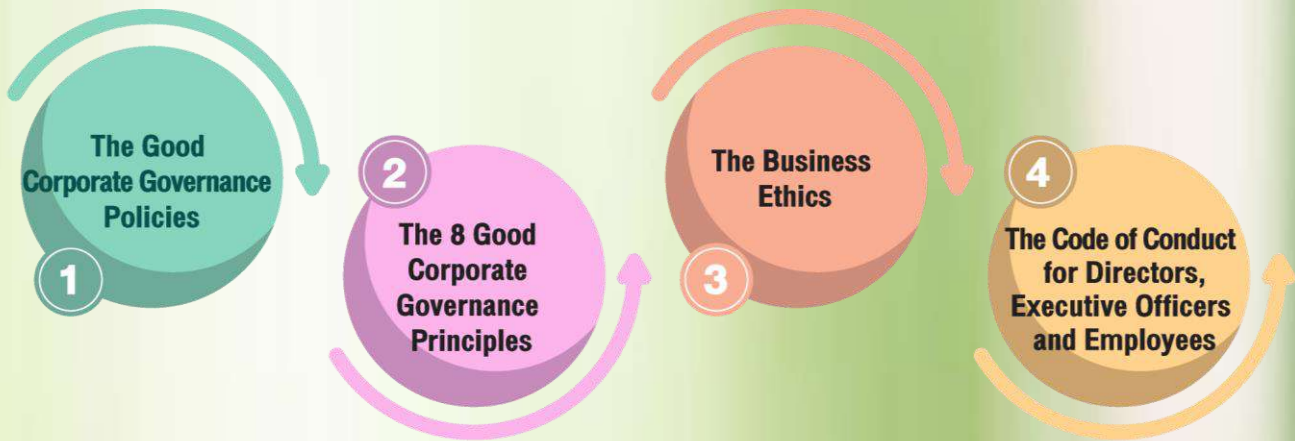 The Good
Corporate Governance
Policies
1
2
The 8 Good
Corporate
Governance
Principles
The Business
Ethics
3
4
The Code of Conduct
for Directors,
Executive Officers
and Employees